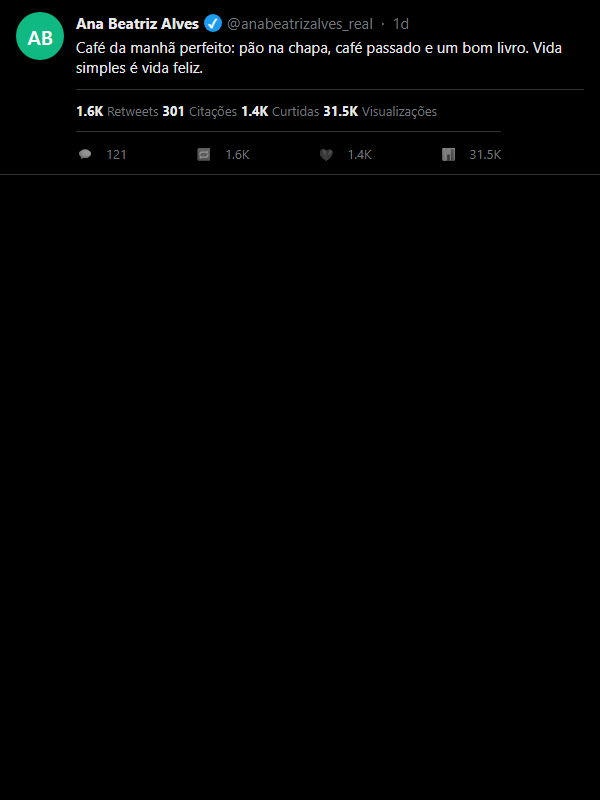 AB
Ana Beatriz Alves @anabeatrizalves_real · 1d
Café da manhã perfeito: pão na chapa, café passado e um bom livro. Vida
simples é vida feliz.
1.6K Retweets 301 Citações 1.4K Curtidas 31.5K Visualizações
121 1.6K 1.4K 31.5K